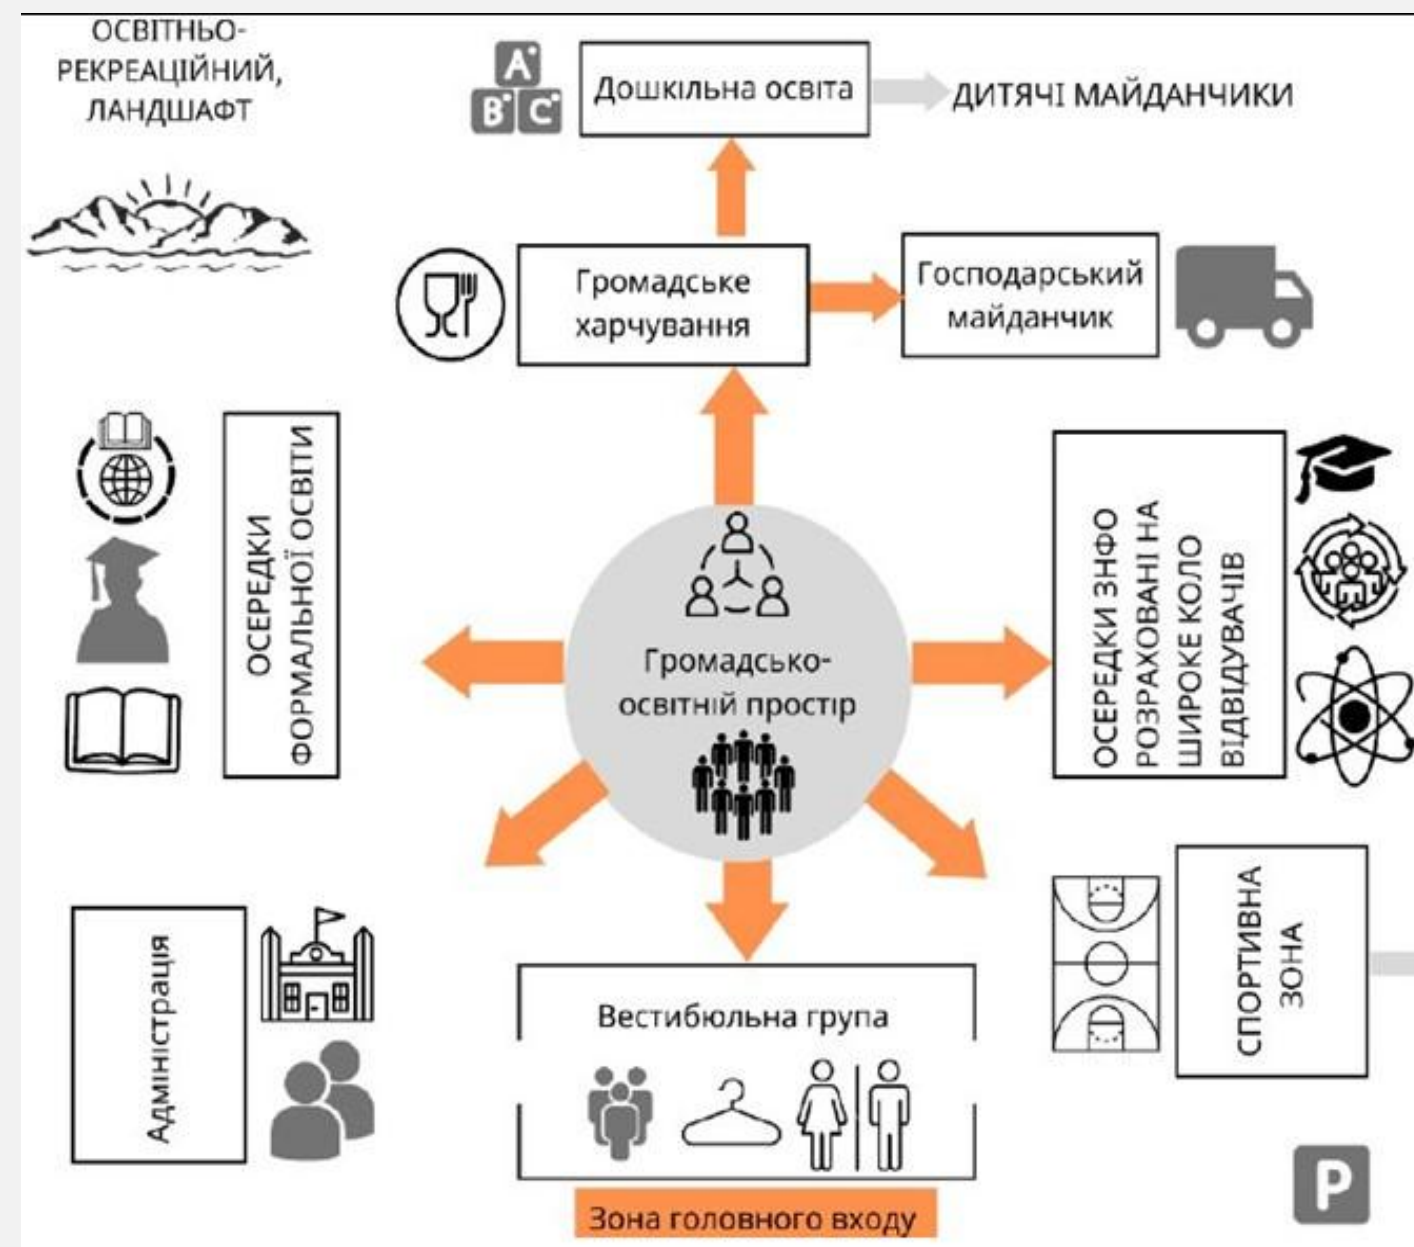 ОСВІТНЬО-
РЕКРЕАЦІЙНИЙ,
ЛАНДШАФТ
A
B C
Дошкільна освіта
ДИТЯЧІ МАЙДАНЧИКИ
Громадське
харчування
Господарський
майданчик
ОСЕРЕДКИ
ФОРМАЛЬНОЇ ОСВІТИ
Громадсько-
освітній простір
ОСЕРЕДКИ ЗНФО
РОЗРАХОВАНІ НА
ШИРОКЕ КОЛО
ВІДВІДУВАЧІВ
Адміністрація
Вестибюльна група
СПОРТИВНА
ЗОНА
P
Зона головного входу